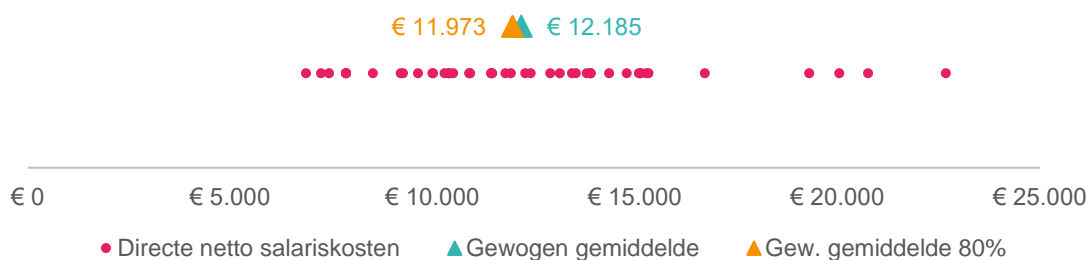 € 11.973 € 12.185
€ 0 € 5.000 € 10.000 € 15.000 € 20.000 € 25.000
Directe netto salariskosten Gewogen gemiddelde Gew. gemiddelde 80%